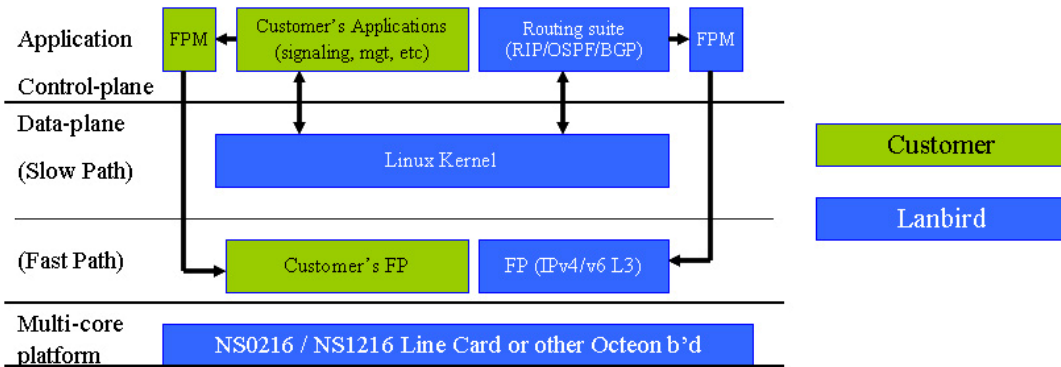 Application
FPM
Customer's Applications
(signaling, mgt, etc)
Routing suite
(RIP/OSPF/BGP)
FPM
Control-plane
Data-plane
(Slow Path)
Linux Kernel
Customer
Lanbird
(Fast Path)
Customer's FP
FP (IPv4/v6 L3)
Multi-core
platform
NS0216 / NS1216 Line Card or other Octeon b'd